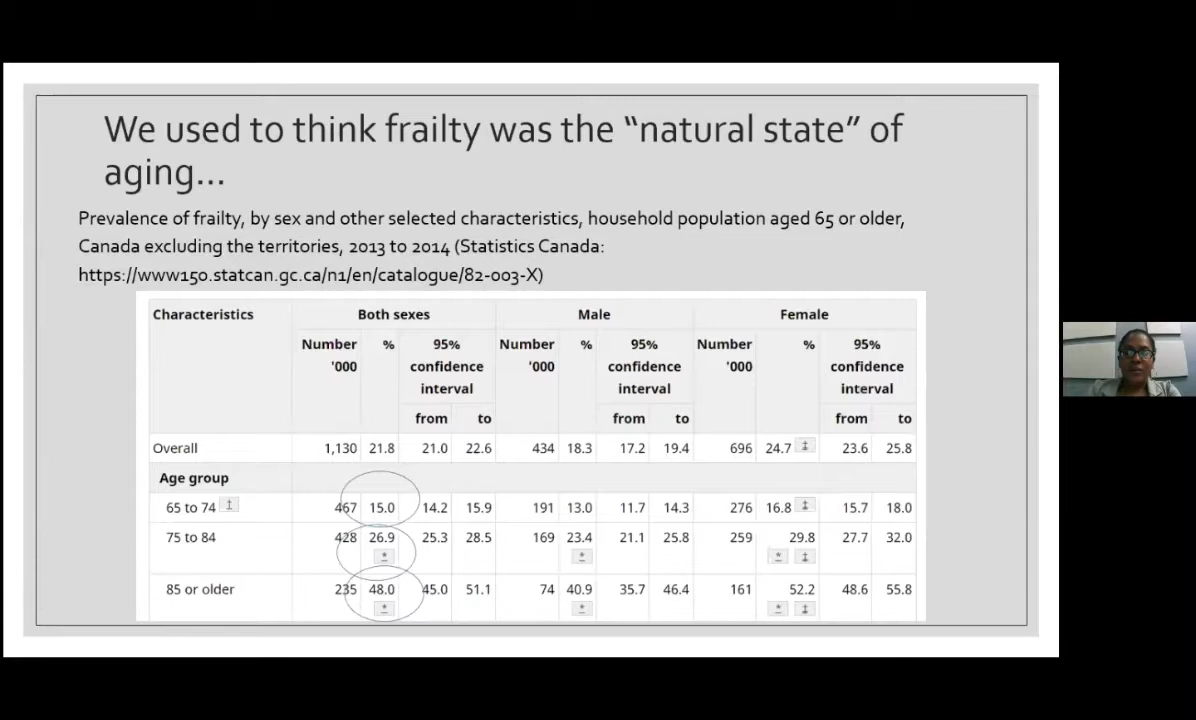 We used to think frailty was the “natural state” of
aging...
Prevalence of frailty, by sex and other selected characteristics, household population aged 65 or older,
Canada excluding the territories, 2013 to 2014 (Statistics Canada:
https://www150.statcan.gc.ca/n1/en/catalogue/82-003-X)
Characteristics Both sexes Male Female
Number % 95% Number % 95% Number % 95%
'000 confidence '000 confidence '000 confidence
interval interval interval
from to from to from to
Overall 1,130 21.8 21.0 22.6 434 18.3 17.2 19.4 696 24.7 ‡ 23.6 25.8
Age group
65 to 74 † 467 15.0 14.2 15.9 191 13.0 11.7 14.3 276 16.8 ‡ 15.7 18.0
75 to 84 428 26.9 25.3 28.5 169 23.4 21.1 25.8 259 29.8 27.7 32.0
* * * ‡
85 or older 235 48.0 45.0 51.1 74 40.9 35.7 46.4 161 52.2 48.6 55.8
* * * ‡